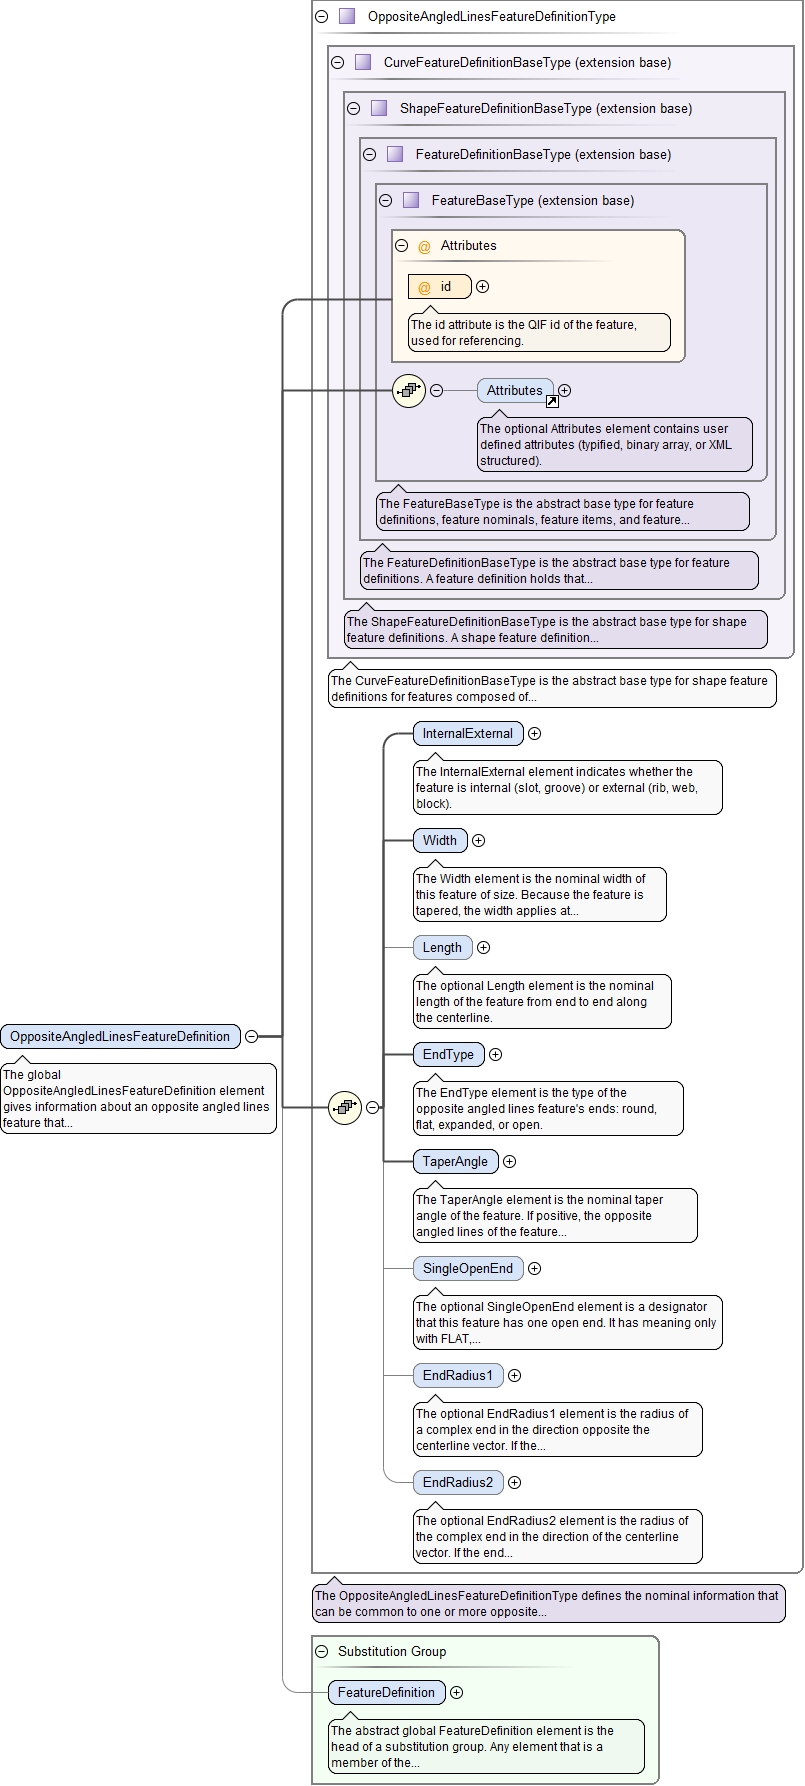 OppositeAngledLinesFeatureDefinitionType
CurveFeatureDefinitionBaseType (extension base)
ShapeFeatureDefinitionBaseType (extension base)
FeatureDefinitionBaseType (extension base)
FeatureBaseType (extension base)
@ Attributes
@ id
The id attribute is the QIF id of the feature,
used for referencing.
Attributes
The optional Attributes element contains user
defined attributes (typified, binary array, or XML
structured).
The FeatureBaseType is the abstract base type for feature
definitions, feature nominals, feature items, and feature...
The FeatureDefinitionBaseType is the abstract base type for feature
definitions. A feature definition holds that...
The ShapeFeatureDefinitionBaseType is the abstract base type for shape
feature definitions. A shape feature definition...
The CurveFeatureDefinitionBaseType is the abstract base type for shape feature
definitions for features composed of...
InternalExternal
The InternalExternal element indicates whether the
feature is internal (slot, groove) or external (rib, web,
block).
Width
The Width element is the nominal width of
this feature of size. Because the feature is
tapered, the width applies at...
Length
The optional Length element is the nominal
length of the feature from end to end along
the centerline.
OppositeAngledLinesFeatureDefinition
The global
OppositeAngledLinesFeatureDefinition element
gives information about an opposite angled lines
feature that...
EndType
The EndType element is the type of the
opposite angled lines feature's ends: round,
flat, expanded, or open.
TaperAngle
The TaperAngle element is the nominal taper
angle of the feature. If positive, the opposite
angled lines of the feature...
SingleOpenEnd
The optional SingleOpenEnd element is a designator
that this feature has one open end. It has meaning only
with FLAT,...
EndRadius1
The optional EndRadius1 element is the radius of
a complex end in the direction opposite the
centerline vector. If the...
EndRadius2
The optional EndRadius2 element is the radius of
the complex end in the direction of the centerline
vector. If the end...
The OppositeAngledLinesFeatureDefinitionType defines the nominal information that
can be common to one or more opposite...
Substitution Group
FeatureDefinition
The abstract global FeatureDefinition element is the
head of a substitution group. Any element that is a
member of the...